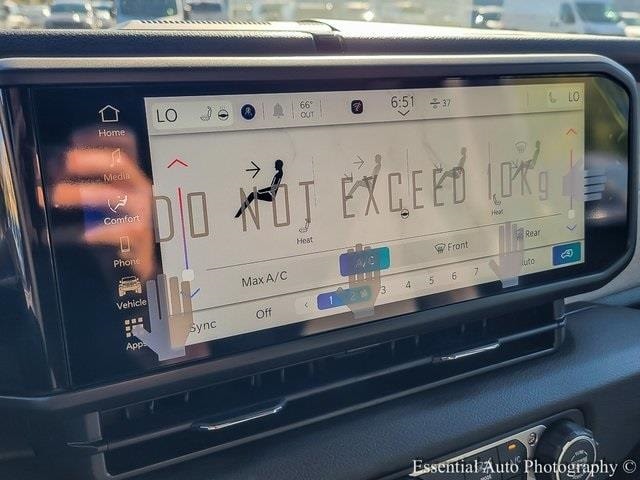 LO 66° OUT 6:51 37 LO
Home
Media
Comfort
Phone
Vehicle
Apps
DO NOT EXCEED 10Kg
Heat Heat
Max A/C A/C Front Rear
Sync Off 1 2 3 4 5 6 7 Auto
A/C
Essential Auto Photography ©